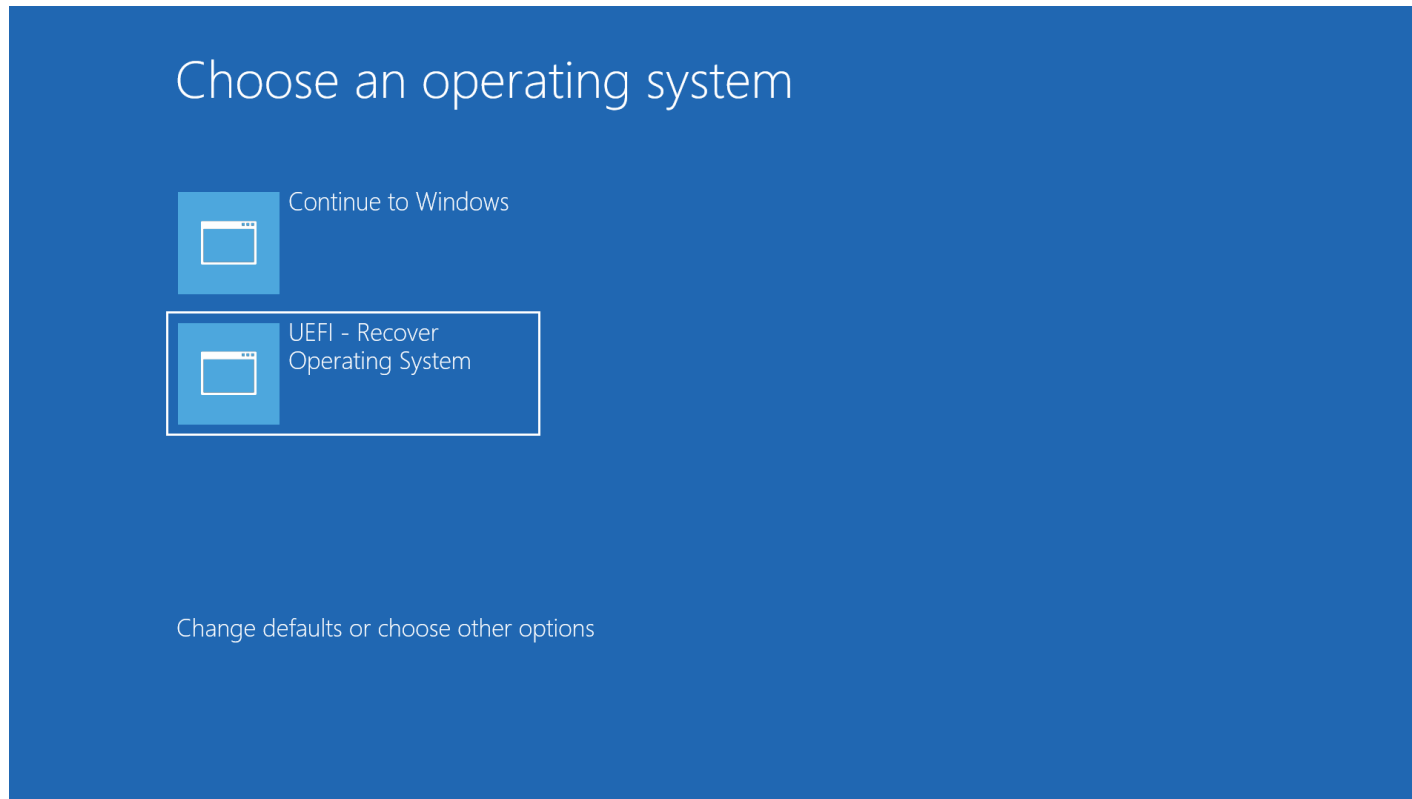 Choose an operating system
Continue to Windows
UEFI - Recover
Operating System
Change defaults or choose other options